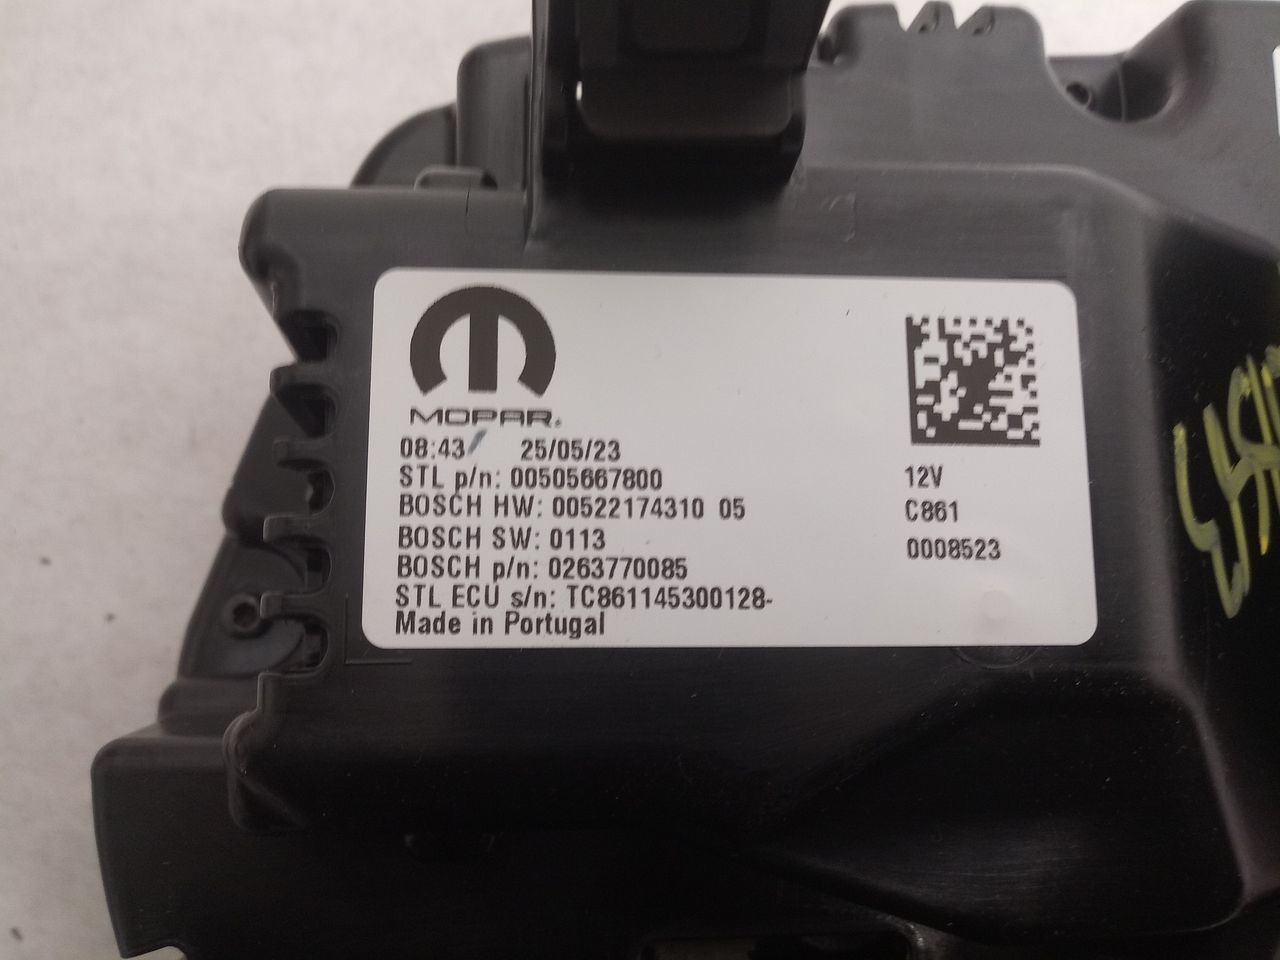 MOPAR.
08:43 25/05/23
STL p/n: 00505667800
BOSCH HW: 00522174310 05
BOSCH SW: 0113
BOSCH p/n: 0263770085
STL ECU s/n: TC861145300128-
Made in Portugal
12V
C861
0008523